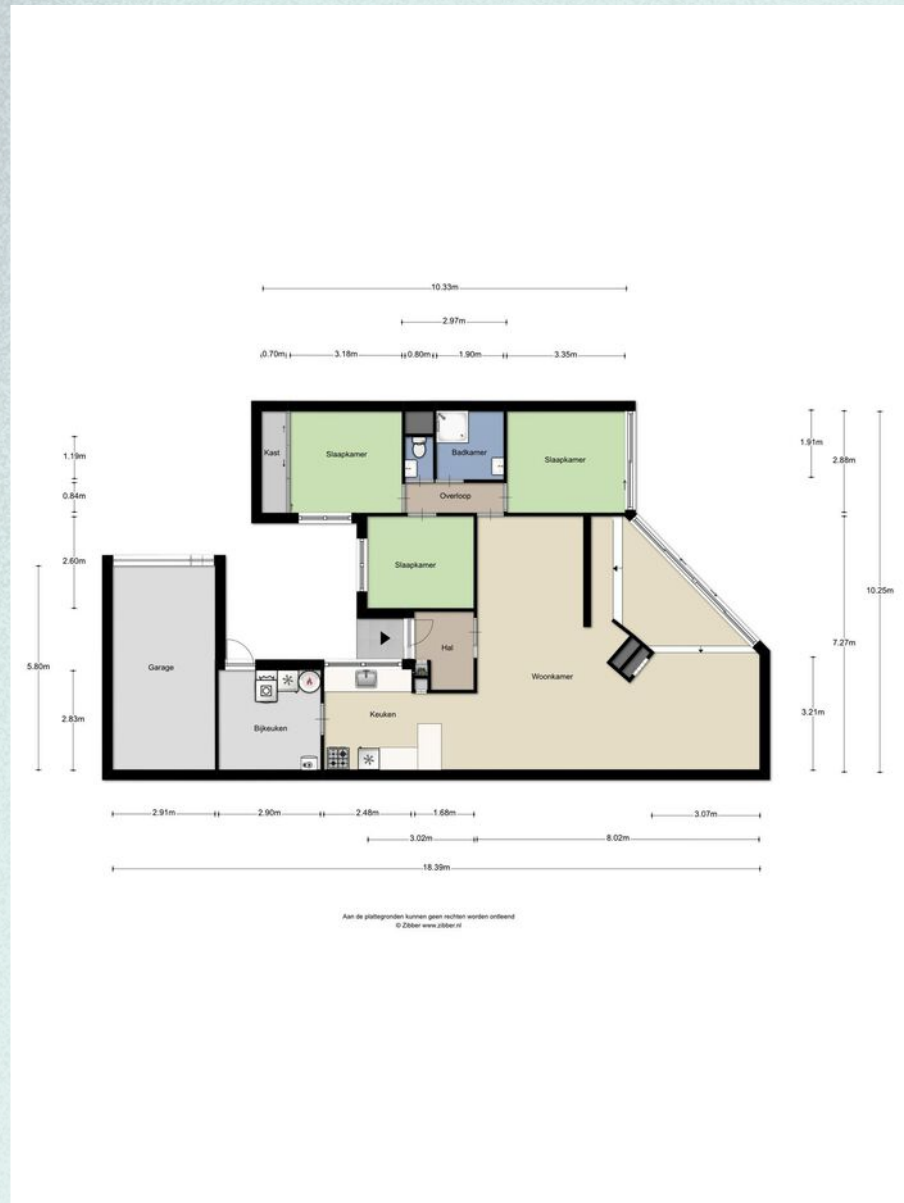 10.33m
2.97m
0.70m 3.18m 0.80m 1.90m 3.35m
1.19m
0.84m
2.60m
5.80m
2.83m
1.91m
2.88m
10.25m
7.27m
3.21m
Kast
Slaapkamer
Badkamer
Slaapkamer
Overloop
Slaapkamer
Hal
Garage
Woonkamer
Keuken
Bijkeuken
2.91m 2.90m 2.48m 1.68m 3.07m
3.02m 8.02m
18.39m
Aan de plattegronden kunnen geen rechten worden ontleend
© Zibber www.zibber.nl